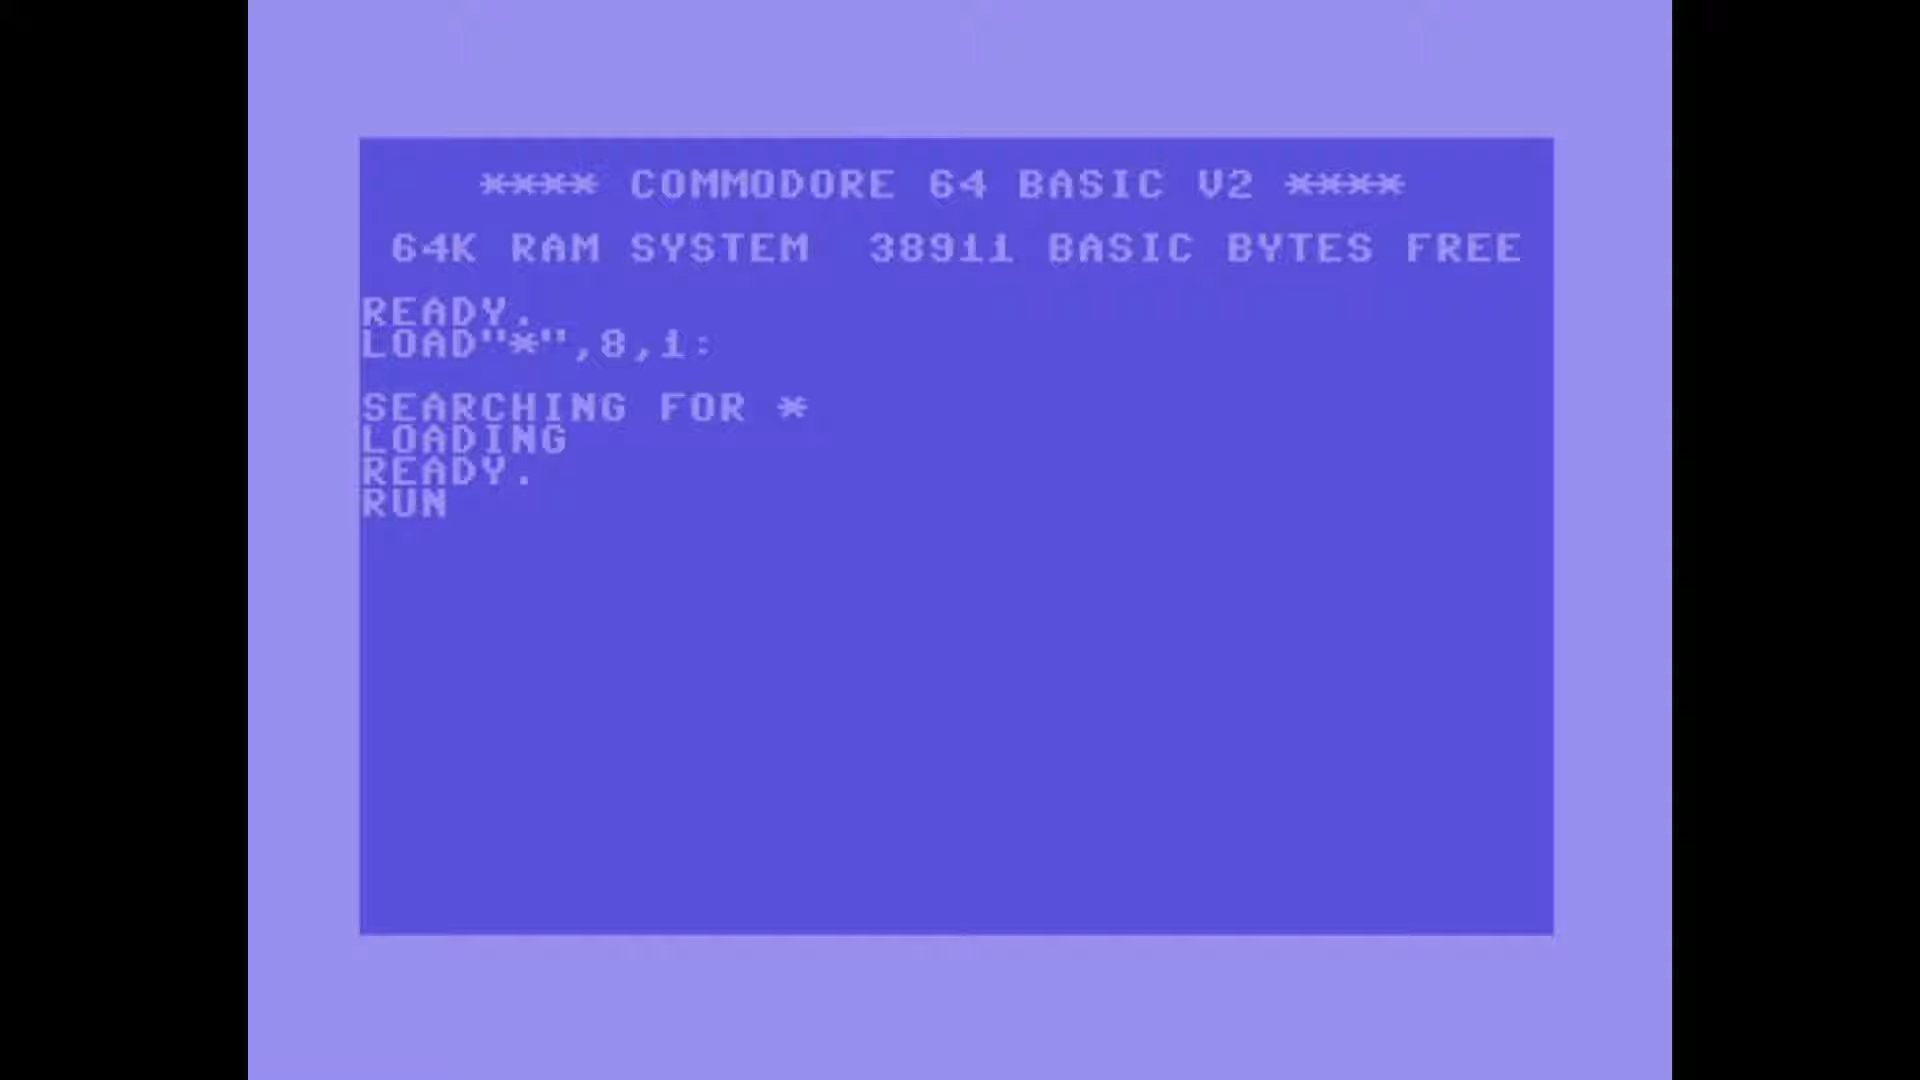 **** COMMODORE 64 BASIC V2 ****
64K RAM SYSTEM  38911 BASIC BYTES FREE
READY.
LOAD"*",8,1:
SEARCHING FOR *
LOADING
READY.
RUN